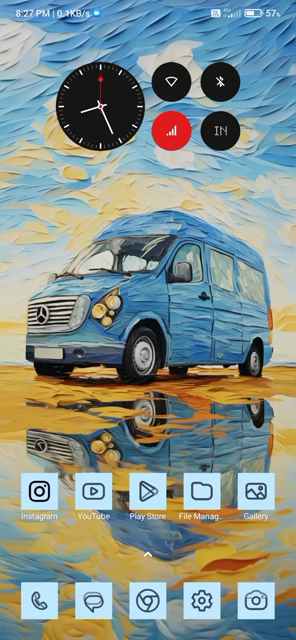 8:27 PM | 0.1KB/s
57%
IN
Instagram
YouTube
Play Store
File Manag..
Gallery